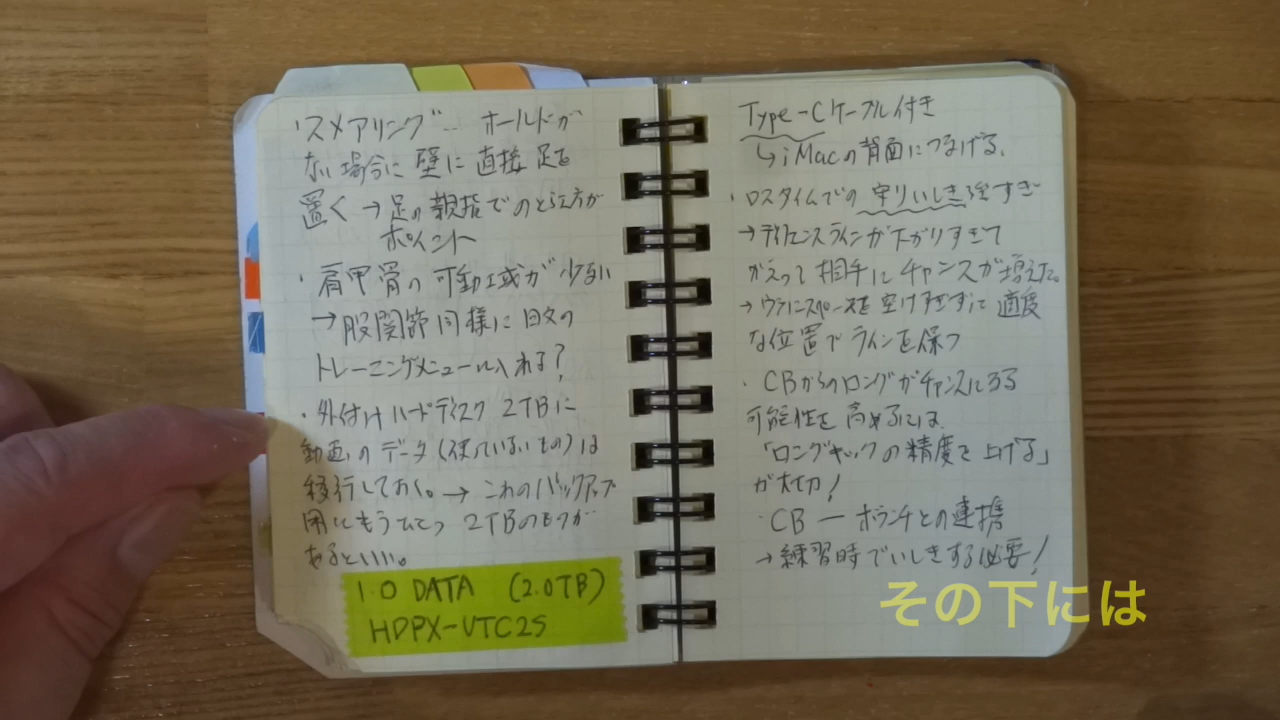 ・スメアリング‥ ホールドが
ない場合に壁に直接足を
置く→足の親指でのとらえ方が
ポイント
・肩甲骨の可動域が少ない
→股関節同様に日々の
トレーニングメニュー入れる?
・外付けハードディスク 2TBに
動画のデータ(使っていないもの)は
移行しておく。→ これのバックアップ
用にもうひとつ 2TBのものが
あるといい。
I・O DATA (2.0TB)
HDPX-UTC2S
Type-Cケーブル付き
↳iMacの背面につなげる。
・ロスタイムでの守りいしき強すぎ
→ディフェンスラインが下がりすぎて
かえって相手にチャンスが増えた。
→ウラにスペースを空けすぎずに適度
な位置でラインを保つ
・CBからのロングがチャンスになる
可能性を高めるには
「ロングキックの精度を上げる」
が大切!
・CB ー ボランチとの連携
→練習時でいしきする必要!
その下には